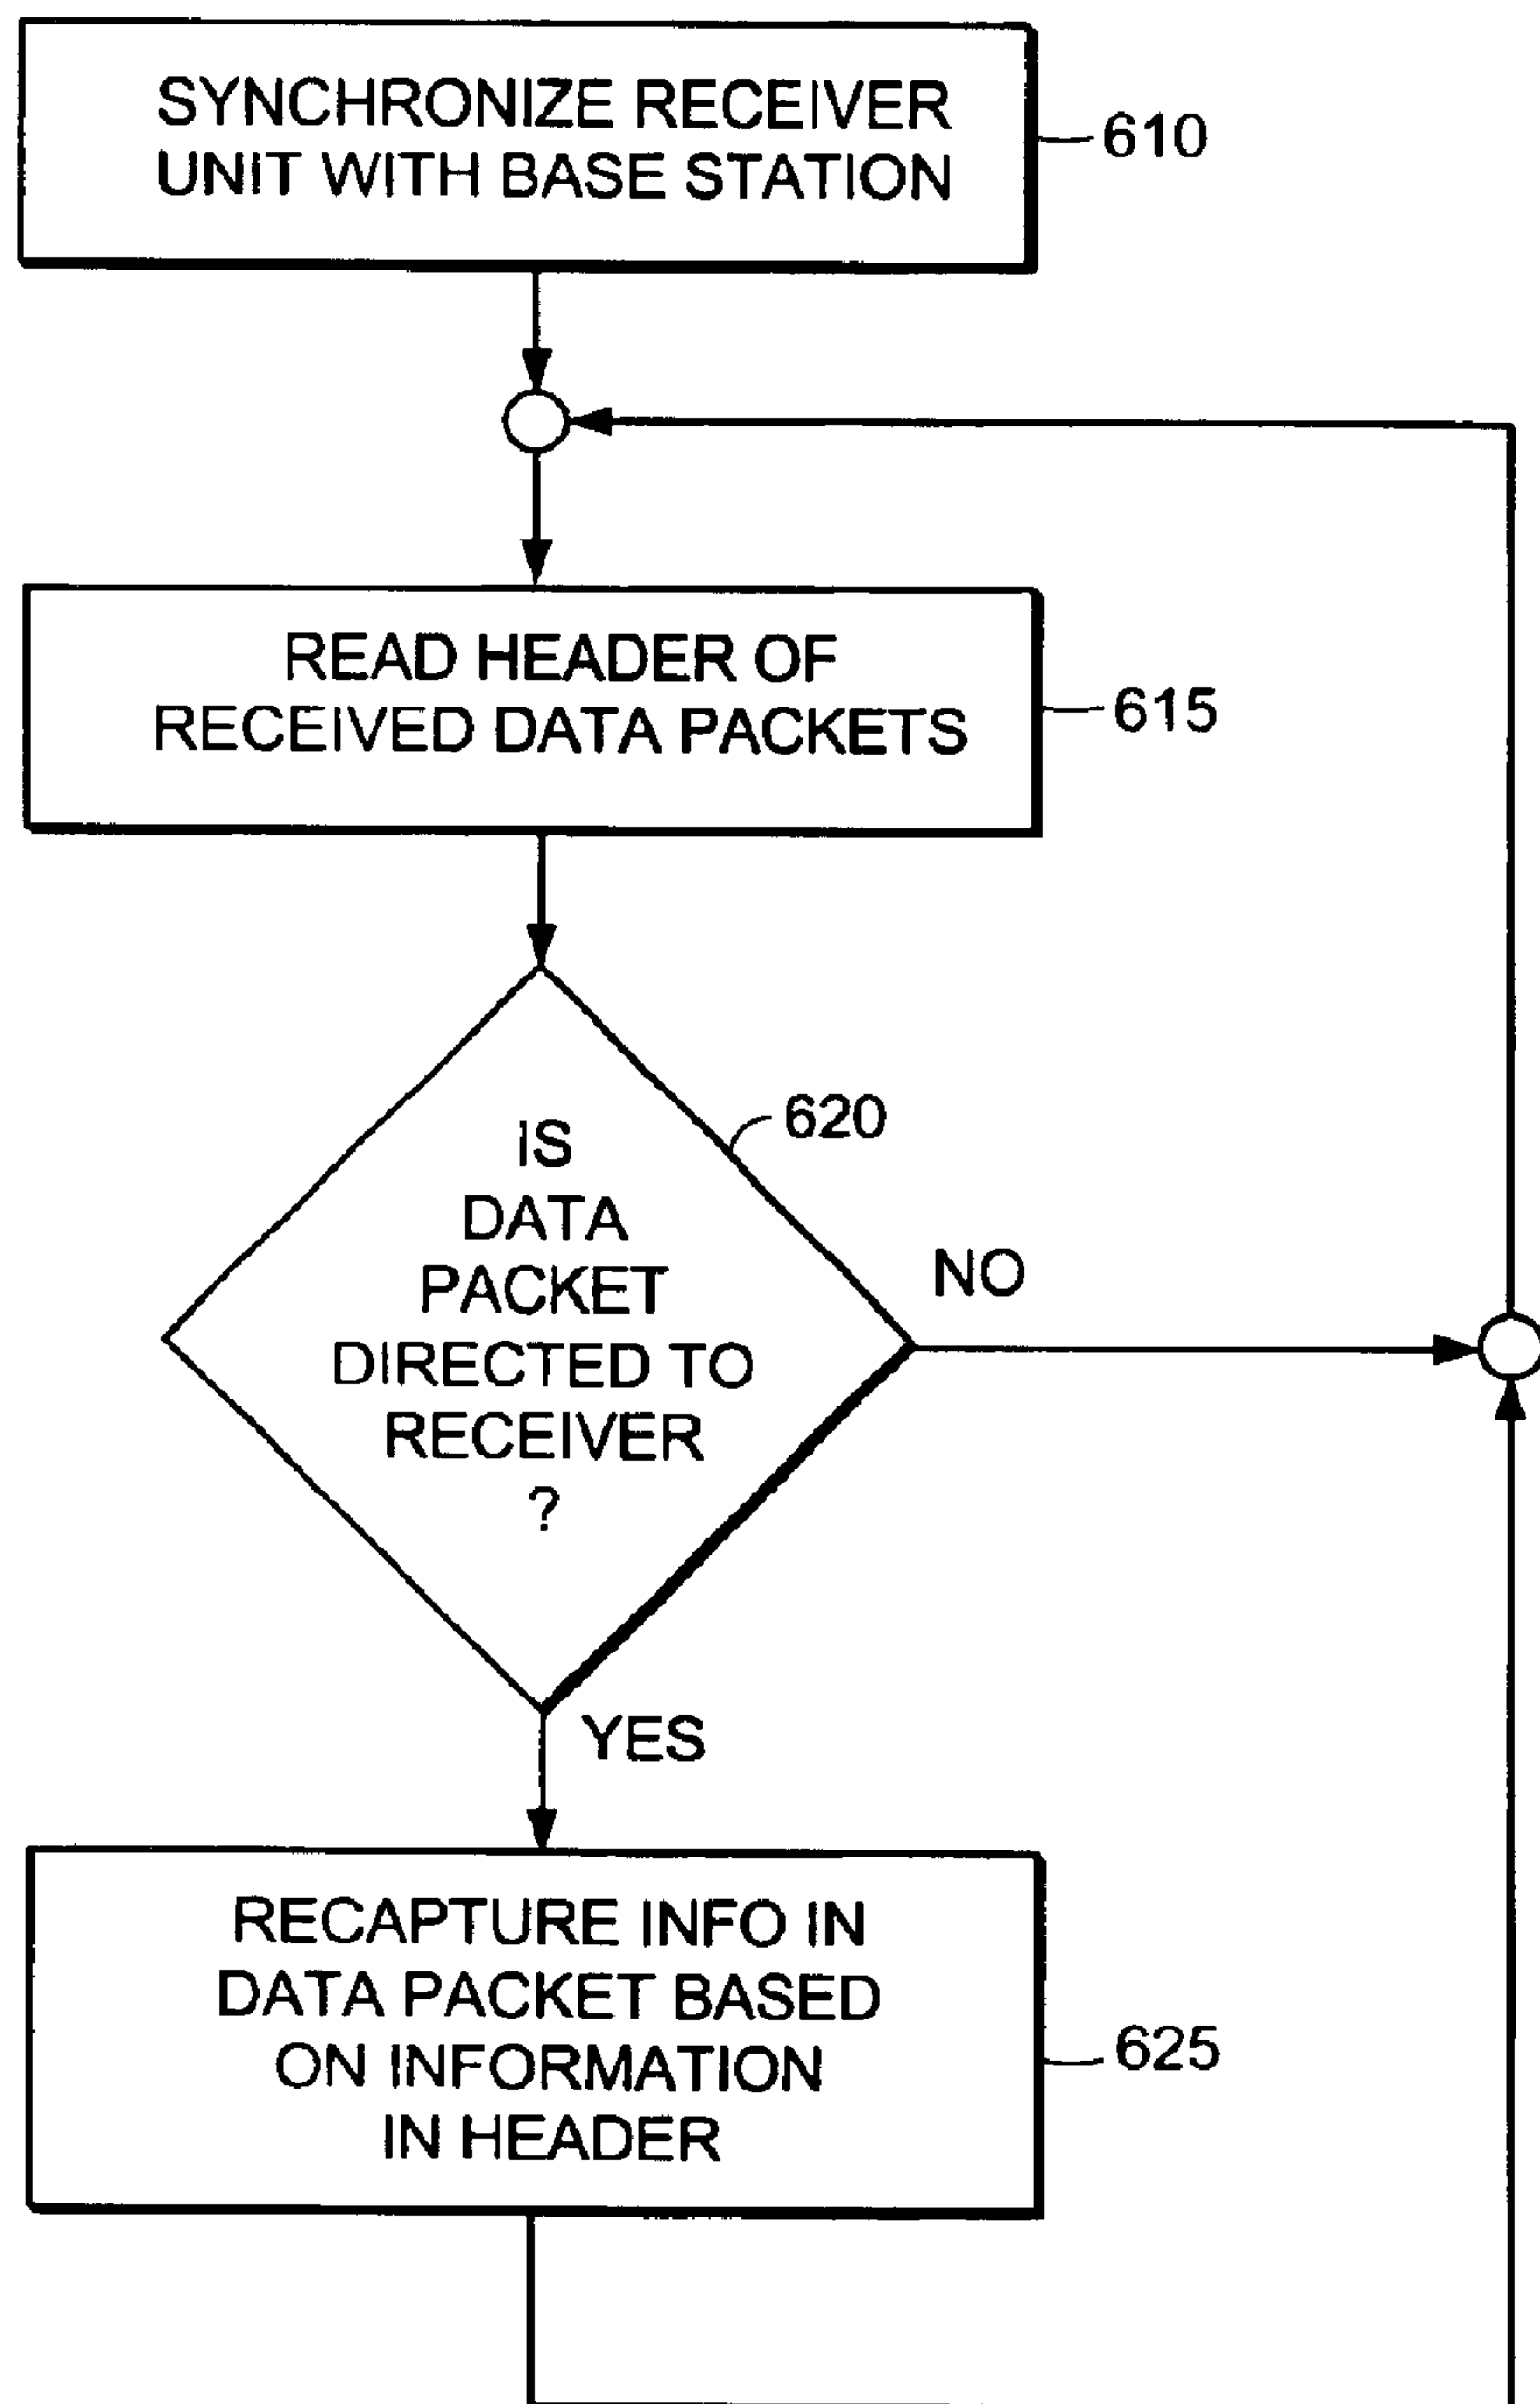 SYNCHRONIZE RECEIVER
UNIT WITH BASE STATION
610
READ HEADER OF
RECEIVED DATA PACKETS
615
620
IS
DATA
PACKET
DIRECTED TO
RECEIVER
?
NO
YES
RECAPTURE INFO IN
DATA PACKET BASED
ON INFORMATION
IN HEADER
625